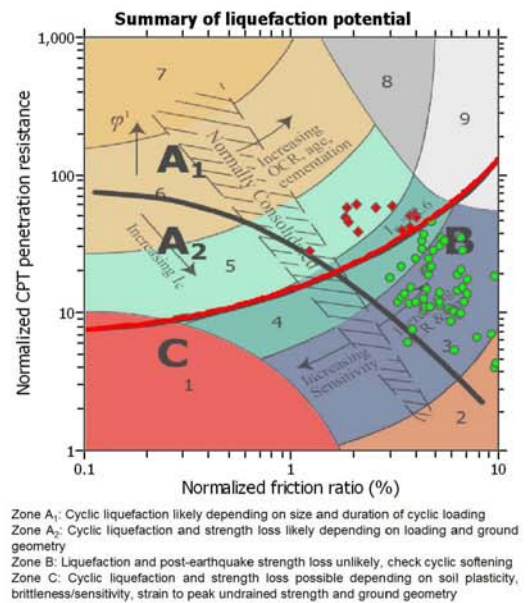 Summary of liquefaction potential
1,000
100
10
1
7
8
9
φ'
A1
Increasing
OCR, age,
cementation
Normally Consolidated
6
A2
Increasing Ic
5
B
4
C
1
Increasing
Sensitivity
3
2
0.1
1
10
Normalized CPT penetration resistance
Normalized friction ratio (%)
Zone A1: Cyclic liquefaction likely depending on size and duration of cyclic loading
Zone A2: Cyclic liquefaction and strength loss likely depending on loading and ground
geometry
Zone B: Liquefaction and post-earthquake strength loss unlikely, check cyclic softening
Zone C: Cyclic liquefaction and strength loss possible depending on soil plasticity,
brittleness/sensitivity, strain to peak undrained strength and ground geometry